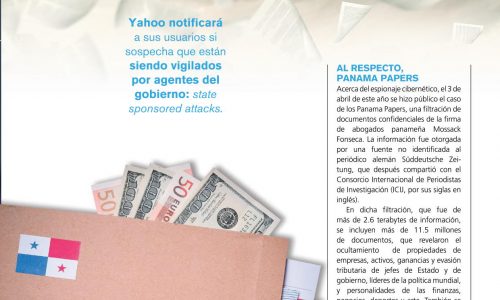 Yahoo notificará
a sus usuarios si
sospecha que están
siendo vigilados
por agentes del
gobierno: state
sponsored attacks.
AL RESPECTO,
PANAMA PAPERS
Acerca del espionaje cibernético, el 3 de
abril de este año se hizo público el caso
de los Panama Papers, una filtración de
documentos confidenciales de la firma
de abogados panameña Mossack
Fonseca. La información fue otorgada
por una fuente no identificada al
periódico alemán Süddeutsche Zei-
tung, que después compartió con el
Consorcio Internacional de Periodistas
de Investigación (ICIJ, por sus siglas en
inglés).
En dicha filtración, que fue de
más de 2.6 terabytes de información,
se incluyen más de 11.5 millones
de documentos, que revelaron el
ocultamiento de propiedades de
empresas, activos, ganancias y evasión
tributaria de jefes de Estado y de
gobierno, líderes de la política mundial,
y personalidades de las finanzas,
50 EURO
50